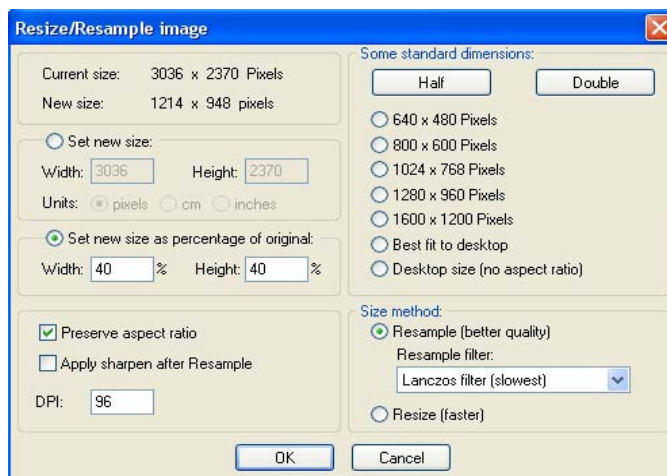 Resize/Resample image
Current size: 3036 x 2370 Pixels
New size: 1214 x 948 pixels
Set new size:
Width: 3036 Height: 2370
Units: pixels cm inches
Set new size as percentage of original:
Width: 40 % Height: 40 %
Preserve aspect ratio
Apply sharpen after Resample
DPI: 96
Some standard dimensions:
Half Double
640 x 480 Pixels
800 x 600 Pixels
1024 x 768 Pixels
1280 x 960 Pixels
1600 x 1200 Pixels
Best fit to desktop
Desktop size (no aspect ratio)
Size method:
Resample (better quality)
Resample filter:
Lanczos filter (slowest)
Resize (faster)
OK Cancel